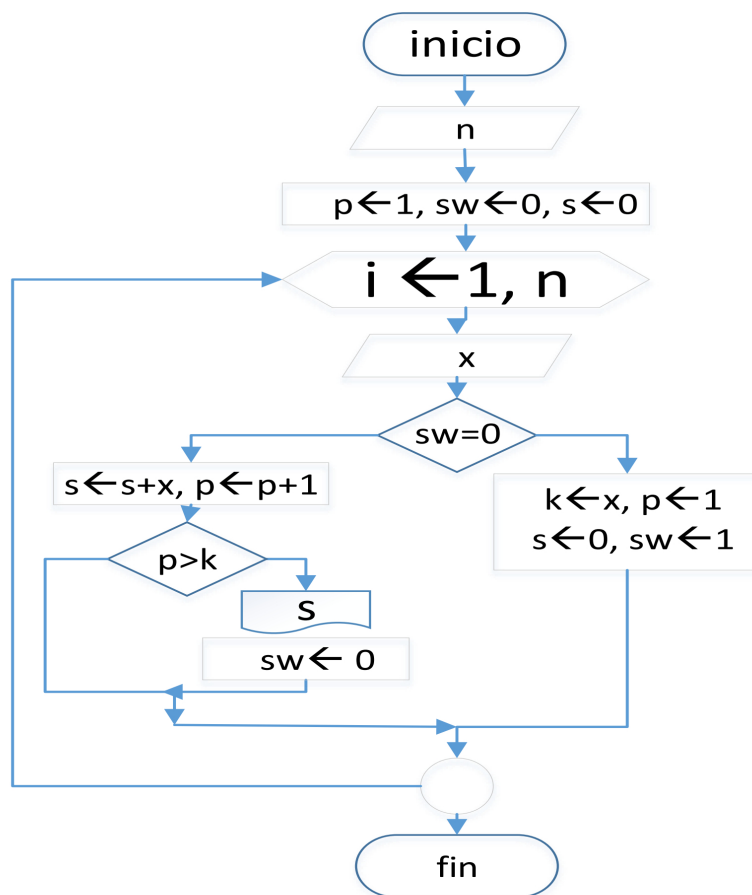 inicio
n
p←1, sw←0, s←0
i ←1, n
x
sw=0
s←s+x, p←p+1
k←x, p←1
s←0, sw←1
p>k
s
sw← 0
fin